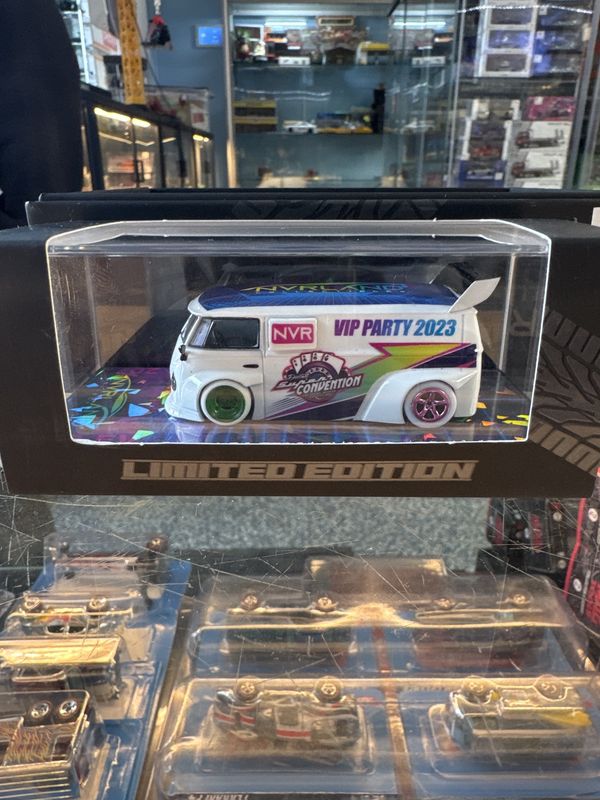 NVRLAND
NVR
VIP PARTY 2023
CONVENTION
LIMITED EDITION